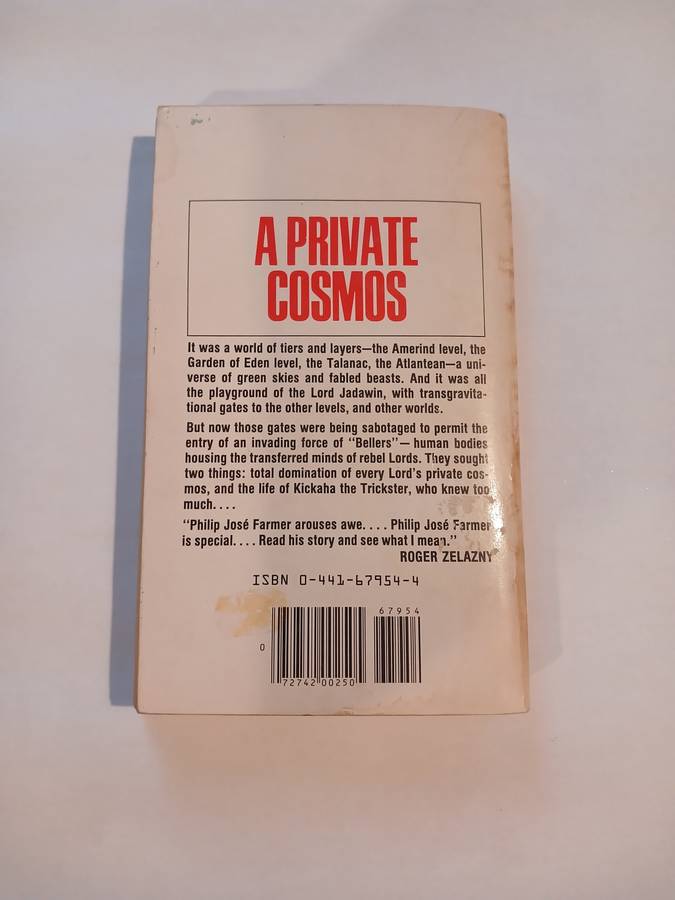 A PRIVATE
COSMOS
It was a world of tiers and layers—the Amerind level, the
Garden of Eden level, the Talanac, the Atlantean—a uni-
verse of green skies and fabled beasts. And it was all
the playground of the Lord Jadawin, with transgravita-
tional gates to the other levels, and other worlds.
But now those gates were being sabotaged to permit the
entry of an invading force of "Bellers"—human bodies
housing the transferred minds of rebel Lords. They sought
two things: total domination of every Lord's private cos-
mos, and the life of Kickaha the Trickster, who knew too
much....
"Philip José Farmer arouses awe.... Philip José Farmer
is special.... Read his story and see what I mean."
ROGER ZELAZNY
ISBN 0-441-67954-4
67954
0
72742 00250